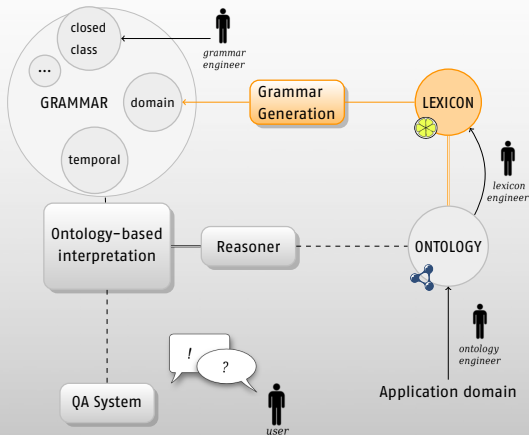 closed
class
grammar
engineer
...
GRAMMAR
domain
Grammar
Generation
LEXICON
temporal
lexicon
engineer
Ontology-based
interpretation
Reasoner
ONTOLOGY
!
?
ontology
engineer
QA System
Application domain
user